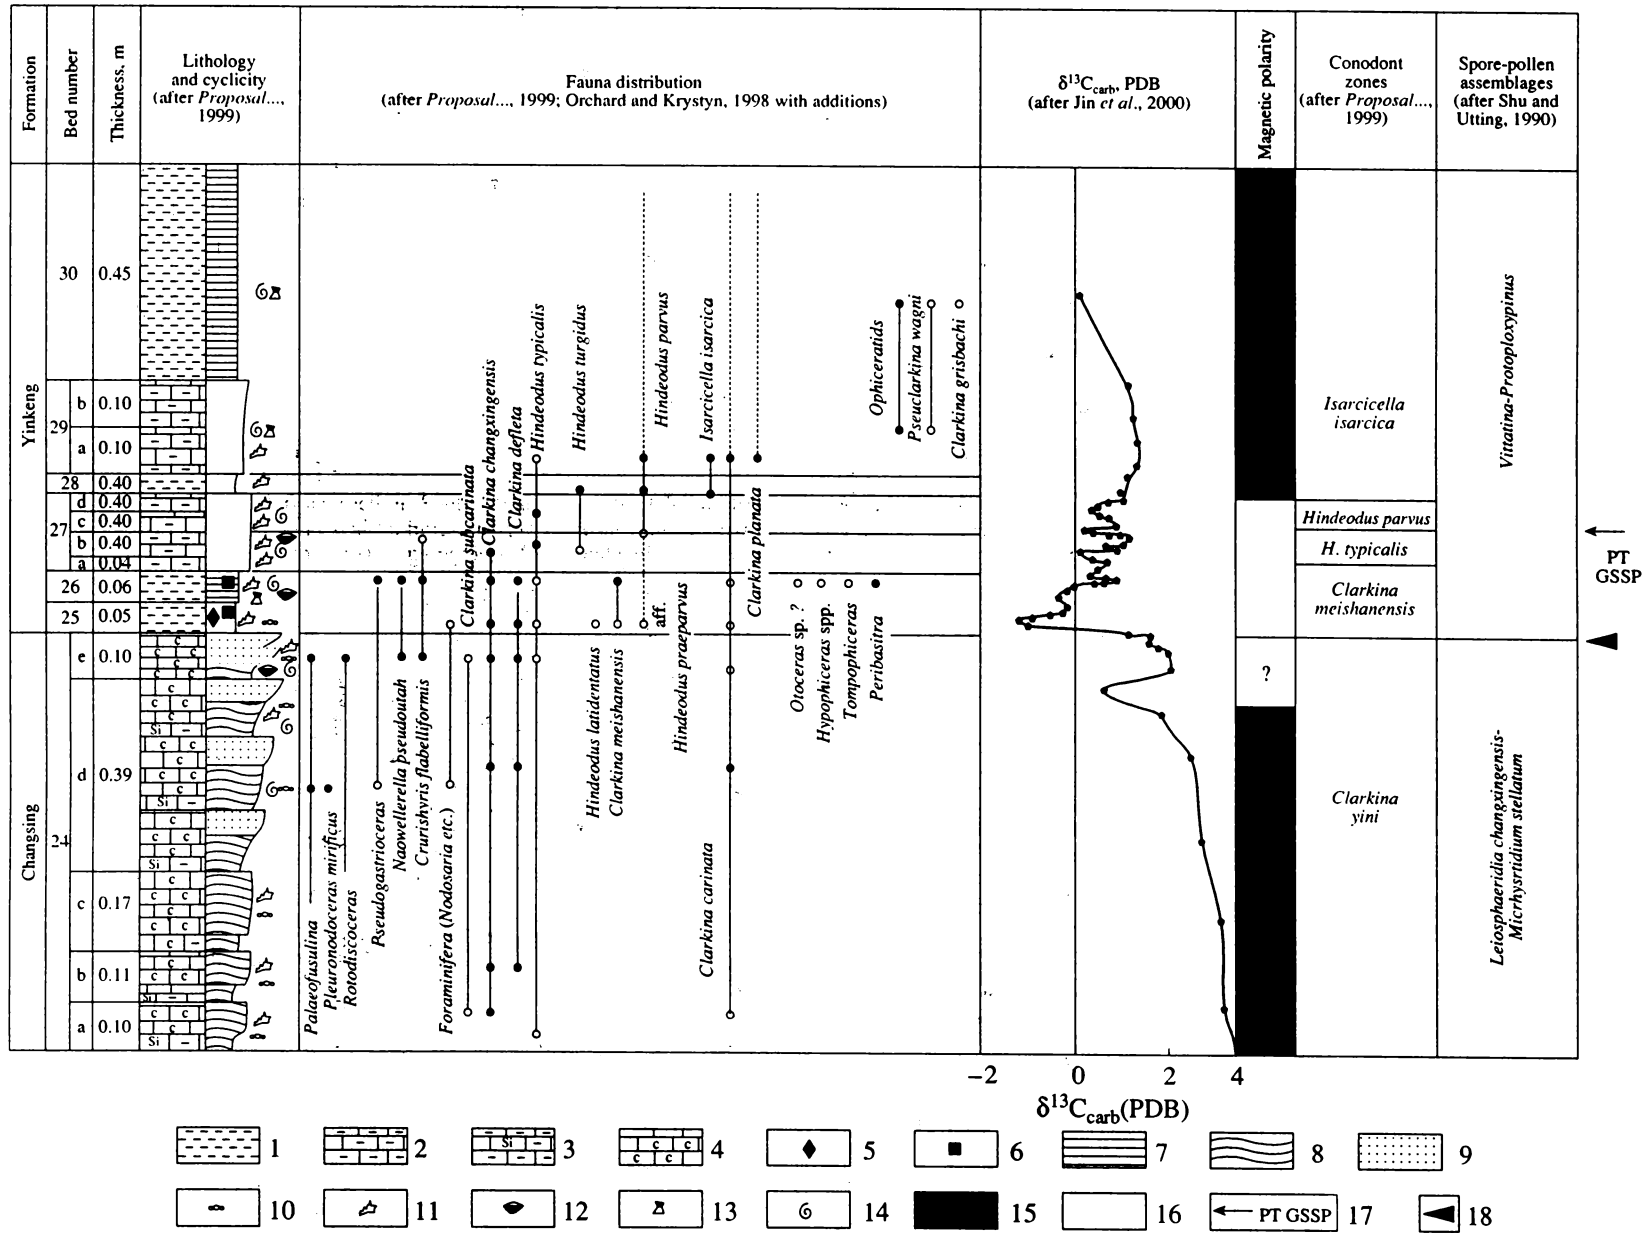 Formation
Bed number
Thickness, m
Lithology
and cyclicity
(after Proposal...,
1999)
Fauna distribution
(after Proposal..., 1999; Orchard and Krystyn, 1998 with additions)
δ¹³C_carb, PDB
(after Jin et al., 2000)
Magnetic polarity
Conodont
zones
(after Proposal...,
1999)
Spore-pollen
assemblages
(after Shu and
Utting, 1990)
Yinkeng
Changsing
30 0.45
29
b 0.10
a 0.10
28 0.40
27
d 0.40
c 0.40
b 0.40
a 0.04
26 0.06
25 0.05
24
e 0.10
d 0.39
c 0.17
b 0.11
a 0.10
c
Si
Palaeofusulina
Pleuronodoceras mirificus
Rotodiscoceras
Pseudogastrioceras
Naowellerella pseudoutah
Crurishyris flabelliformis
Foraminifera (Nodosaria etc.)
Clarkina subcarinata
Clarkina changxingensis
Clarkina defleta
Hindeodus typicalis
Hindeodus turgidus
Hindeodus latidentatus
Clarkina meishanensis
Hindeodus parvus
aff.
Hindeodus praeparvus
Isarcicella isarcica
Clarkina carinata
Clarkina planata
Otoceras sp. ?
Hypophiceras spp.
Tompophiceras
Peribasitra
Ophiceratids
Pseuclarkina wagni
Clarkina grisbachi
?
Isarcicella
isarcica
Hindeodus parvus
H. typicalis
Clarkina
meishanensis
Clarkina
yini
Vittatina-Protoploxypinus
Leiosphaeridia changxingensis-
Micrhysrtidium stellatum
PT
GSSP
−2 0 2 4
δ¹³C_carb(PDB)
1 2 Si 3 c 4 5 6 7 8 9
10 11 12 13 14 15 16 PT GSSP 17 18